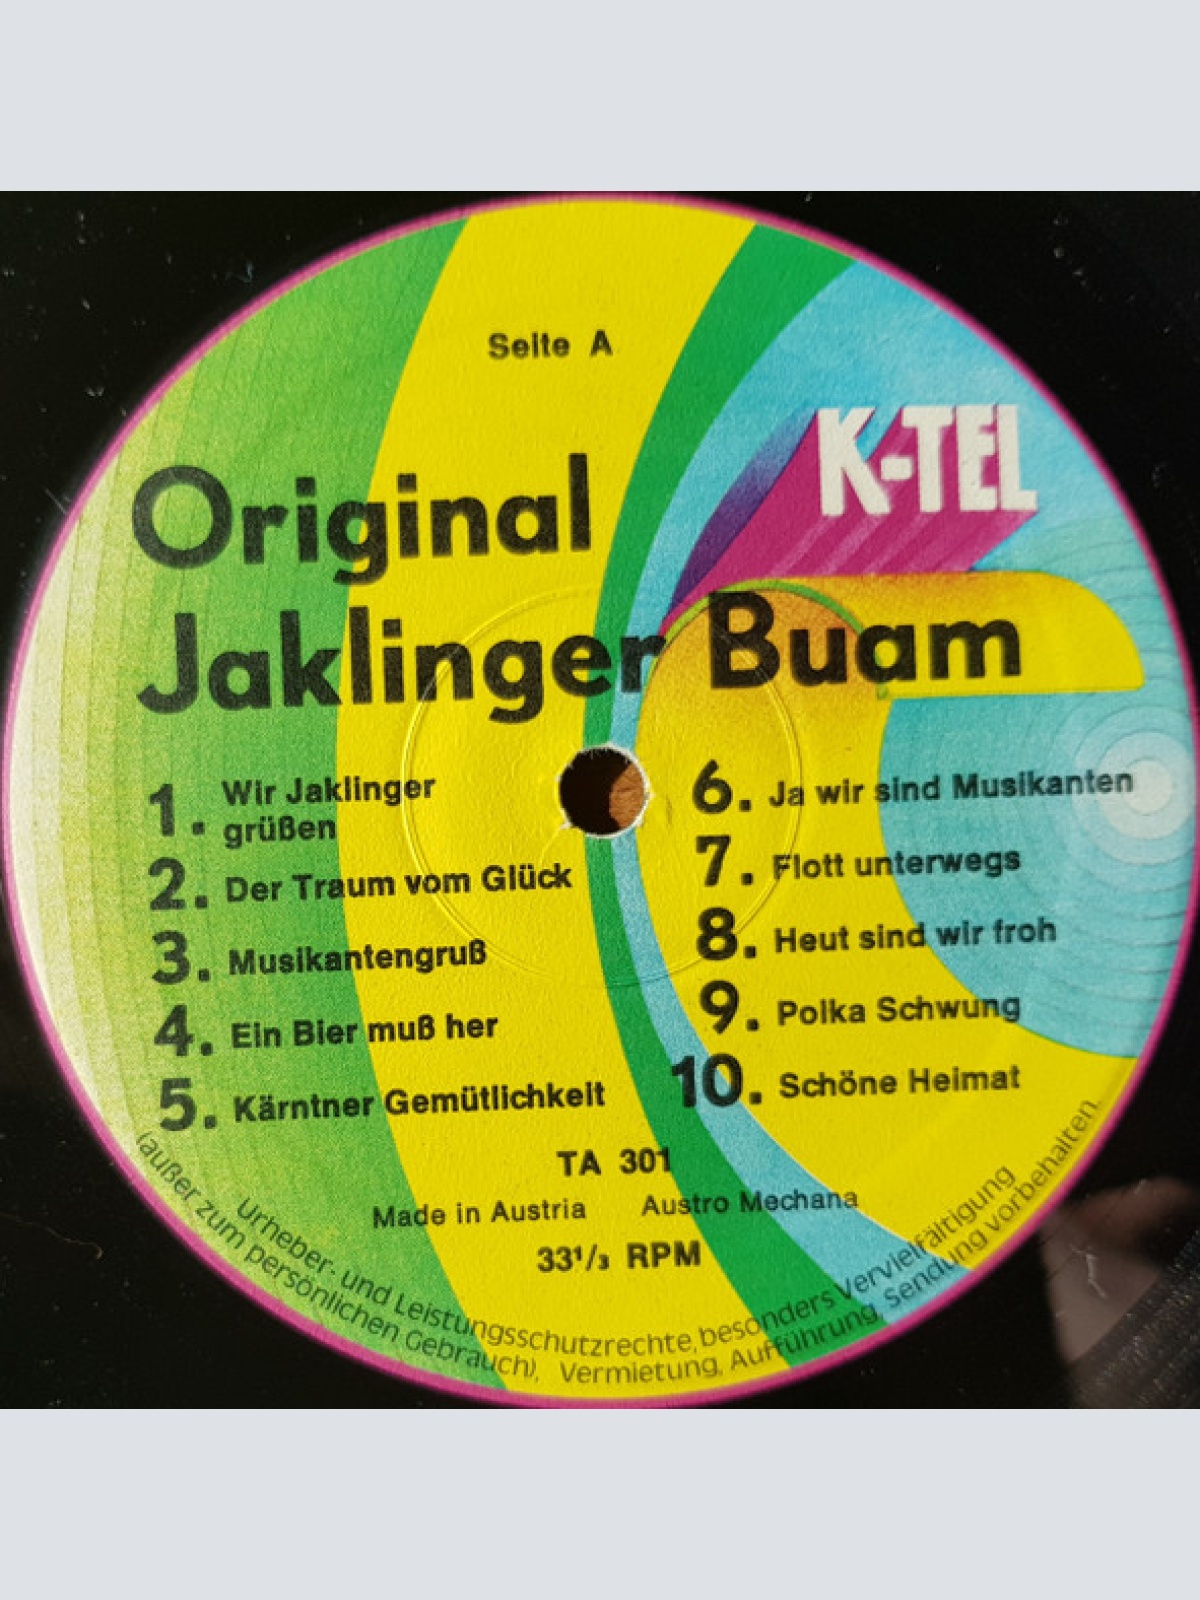 Seite A
K-TEL
Original
Jaklinger Buam
1. Wir Jaklinger
grüßen
2. Der Traum vom Glück
3. Musikantengruß
4. Ein Bier muß her
5. Kärntner Gemütlichkeit
6. Ja wir sind Musikanten
7. Flott unterwegs
8. Heut sind wir froh
9. Polka Schwung
10. Schöne Heimat
TA 301
Made in Austria Austro Mechana
33¹/₃ RPM
Urheber- und Leistungsschutzrechte, besonders Vervielfältigung
(außer zum persönlichen Gebrauch), Vermietung, Aufführung, Sendung vorbehalten.